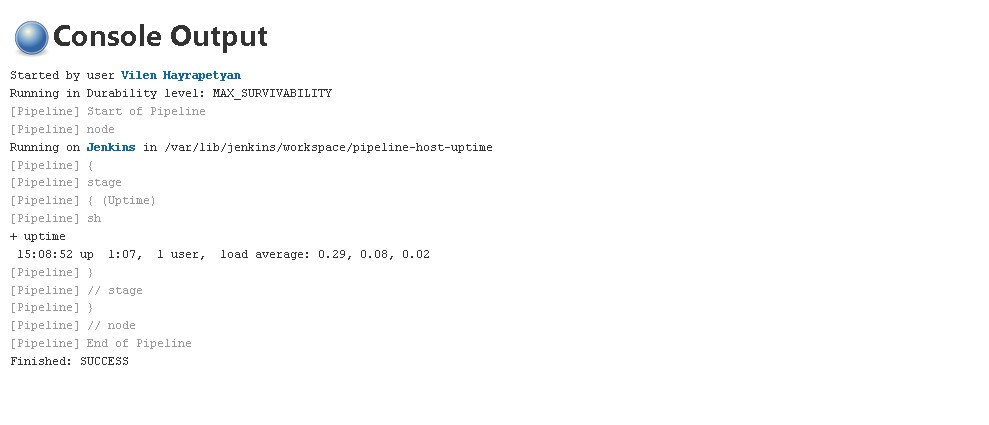 Console Output
Started by user Vilen Hayrapetyan
Running in Durability level: MAX_SURVIVABILITY
[Pipeline] Start of Pipeline
[Pipeline] node
Running on Jenkins in /var/lib/jenkins/workspace/pipeline-host-uptime
[Pipeline] {
[Pipeline] stage
[Pipeline] { (Uptime)
[Pipeline] sh
+ uptime
 15:08:52 up  1:07,  1 user,  load average: 0.29, 0.08, 0.02
[Pipeline] }
[Pipeline] // stage
[Pipeline] }
[Pipeline] // node
[Pipeline] End of Pipeline
Finished: SUCCESS